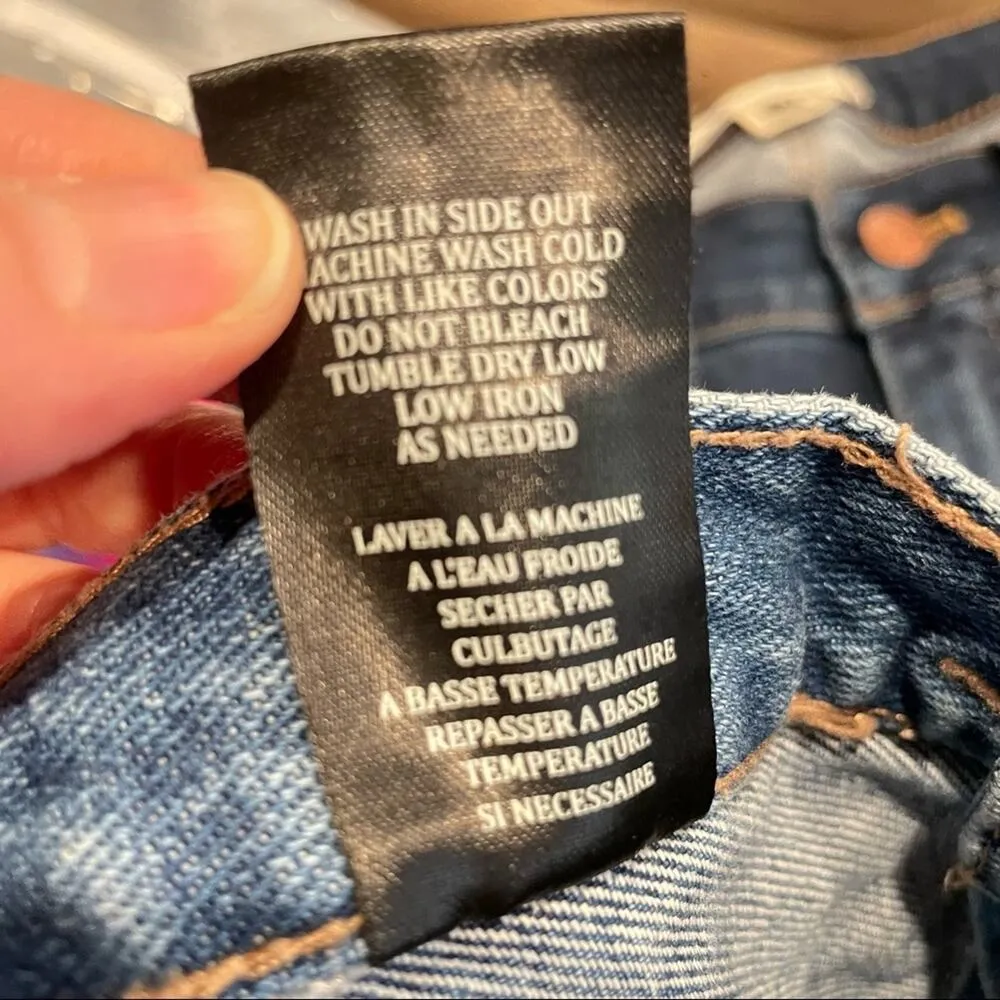 WASH IN SIDE OUT
ACHINE WASH COLD
WITH LIKE COLORS
DO NOT BLEACH
TUMBLE DRY LOW
LOW IRON
AS NEEDED
LAVER A LA MACHINE
A L'EAU FROIDE
SECHER PAR
CULBUTAGE
A BASSE TEMPERATURE
REPASSER A BASSE
TEMPERATURE
SI NECESSAIRE